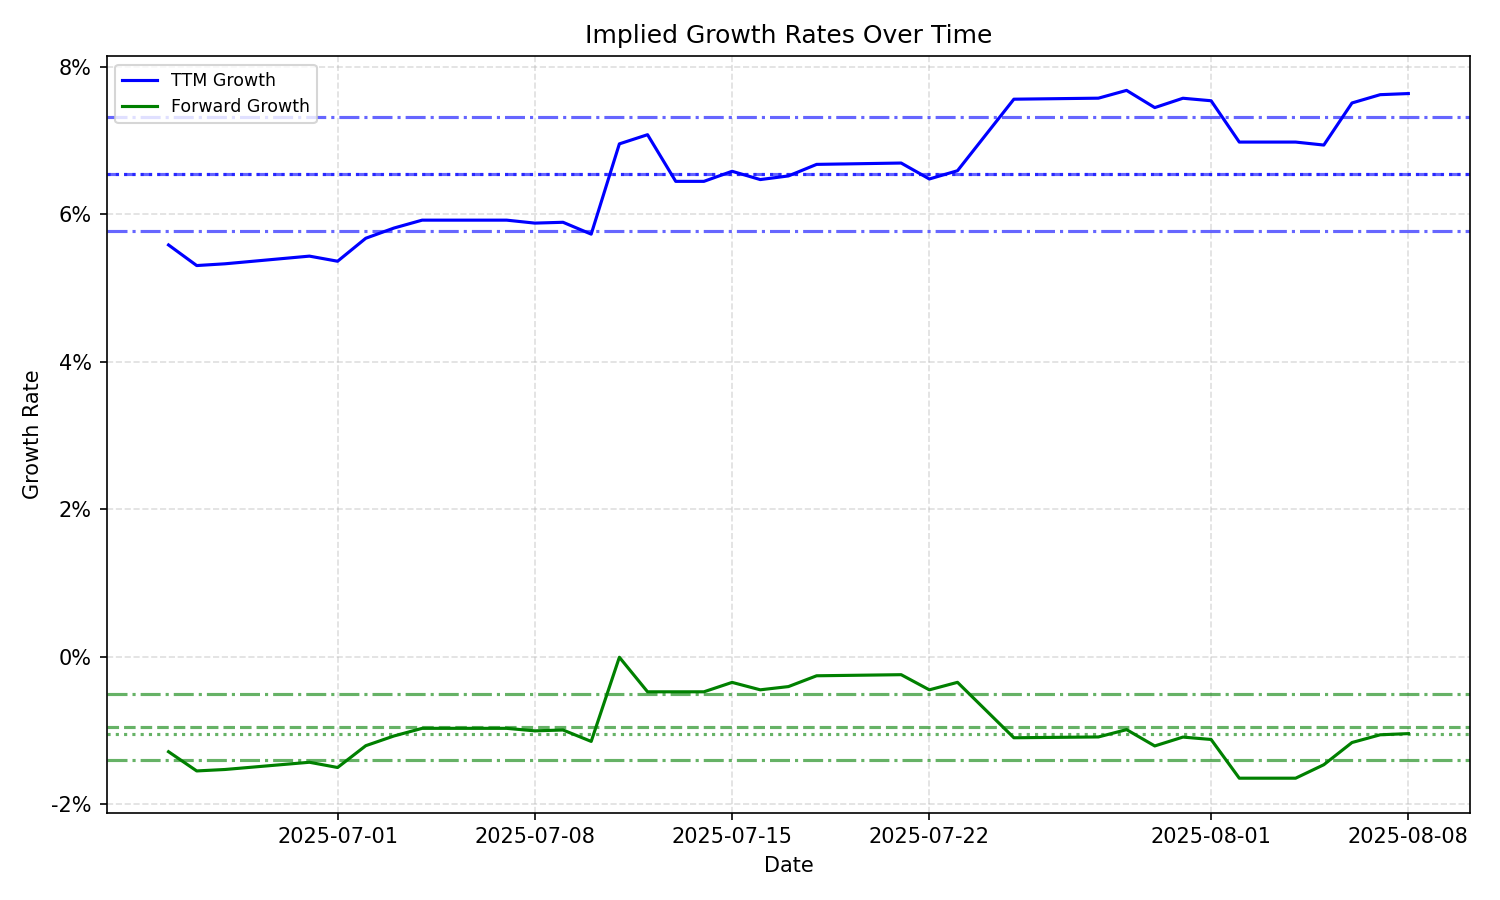 Implied Growth Rates Over Time
TTM Growth
Forward Growth
8%
6%
4%
2%
0%
-2%
Growth Rate
2025-07-01
2025-07-08
2025-07-15
2025-07-22
2025-08-01
2025-08-08
Date